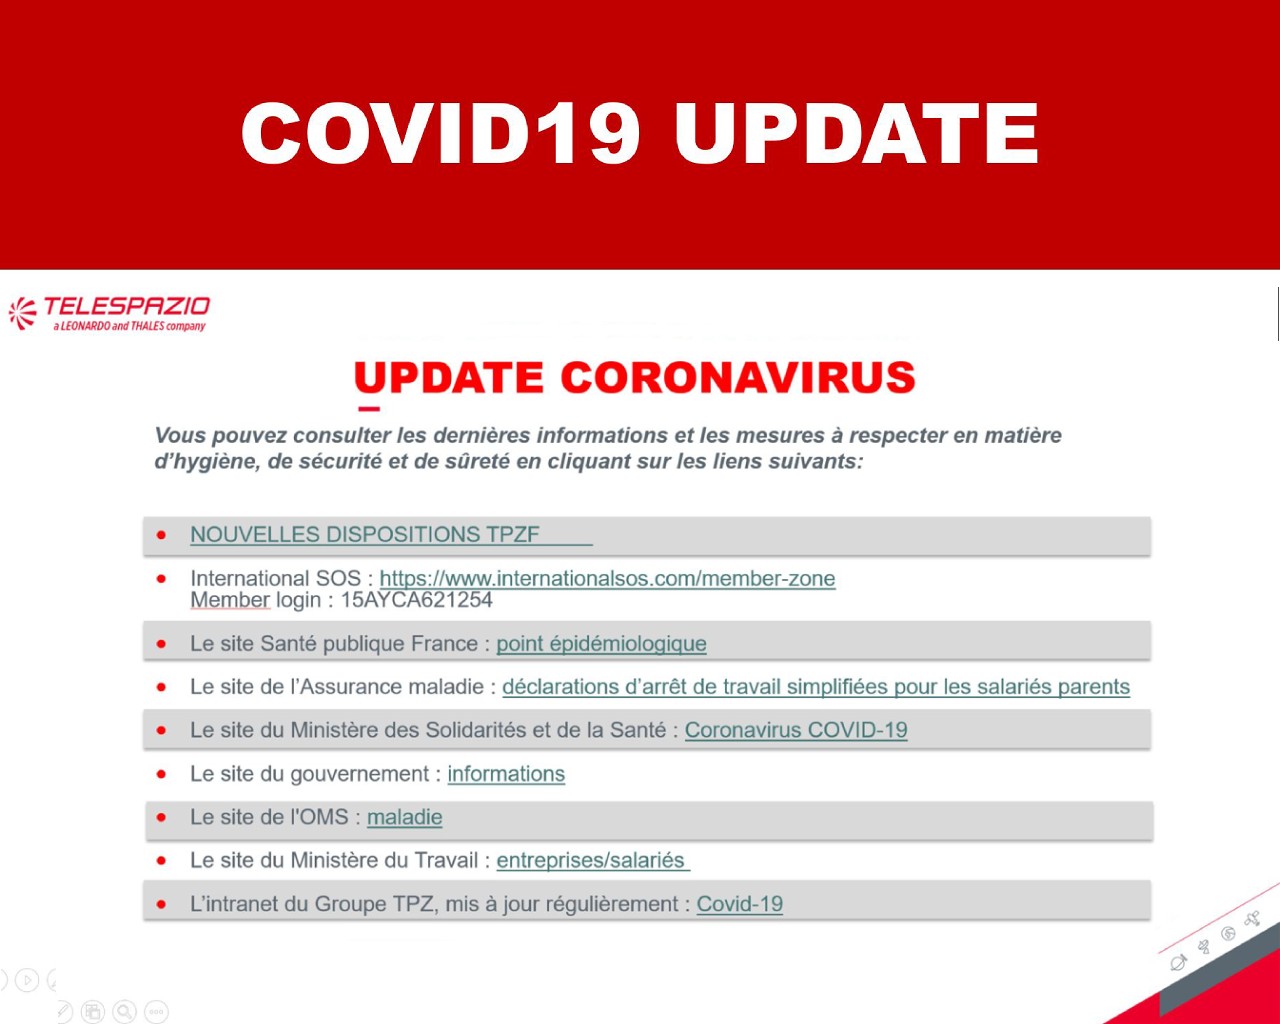 COVID19 UPDATE
TELESPAZIO
a LEONARDO and THALES company
UPDATE CORONAVIRUS
Vous pouvez consulter les dernières informations et les mesures à respecter en matière
d’hygiène, de sécurité et de sûreté en cliquant sur les liens suivants:
• NOUVELLES DISPOSITIONS TPZF
• International SOS : https://www.internationalsos.com/member-zone
Member login : 15AYCA621254
• Le site Santé publique France : point épidémiologique
• Le site de l’Assurance maladie : déclarations d’arrêt de travail simplifiées pour les salariés parents
• Le site du Ministère des Solidarités et de la Santé : Coronavirus COVID-19
• Le site du gouvernement : informations
• Le site de l'OMS : maladie
• Le site du Ministère du Travail : entreprises/salariés
• L’intranet du Groupe TPZ, mis à jour régulièrement : Covid-19